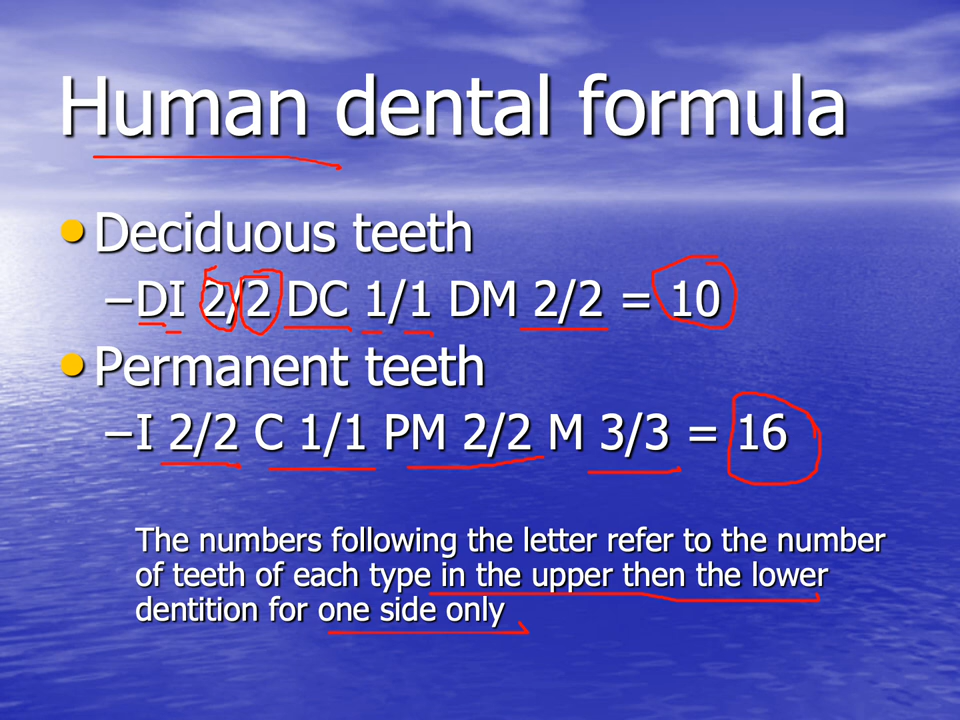 Human dental formula
• Deciduous teeth
–DI 2/2 DC 1/1 DM 2/2 = 10
• Permanent teeth
–I 2/2 C 1/1 PM 2/2 M 3/3 = 16
The numbers following the letter refer to the number
of teeth of each type in the upper then the lower
dentition for one side only